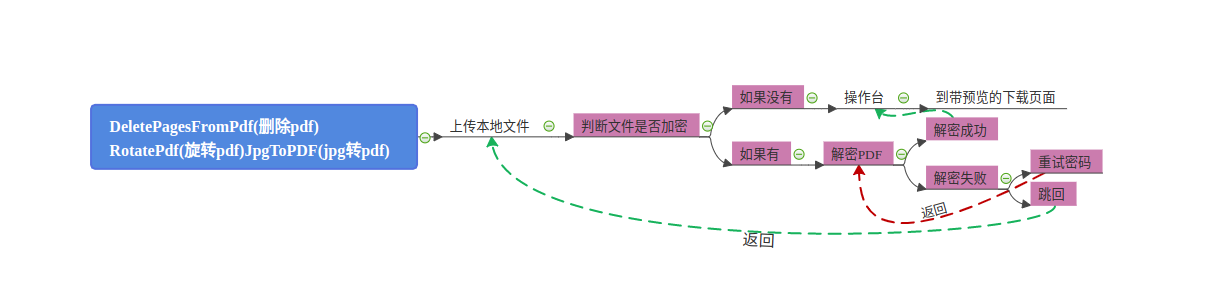 DeletePagesFromPdf(删除pdf)
RotatePdf(旋转pdf)JpgToPDF(jpg转pdf)
上传本地文件
判断文件是否加密
如果没有
操作台
到带预览的下载页面
如果有
解密PDF
解密成功
解密失败
重试密码
跳回
返回
返回